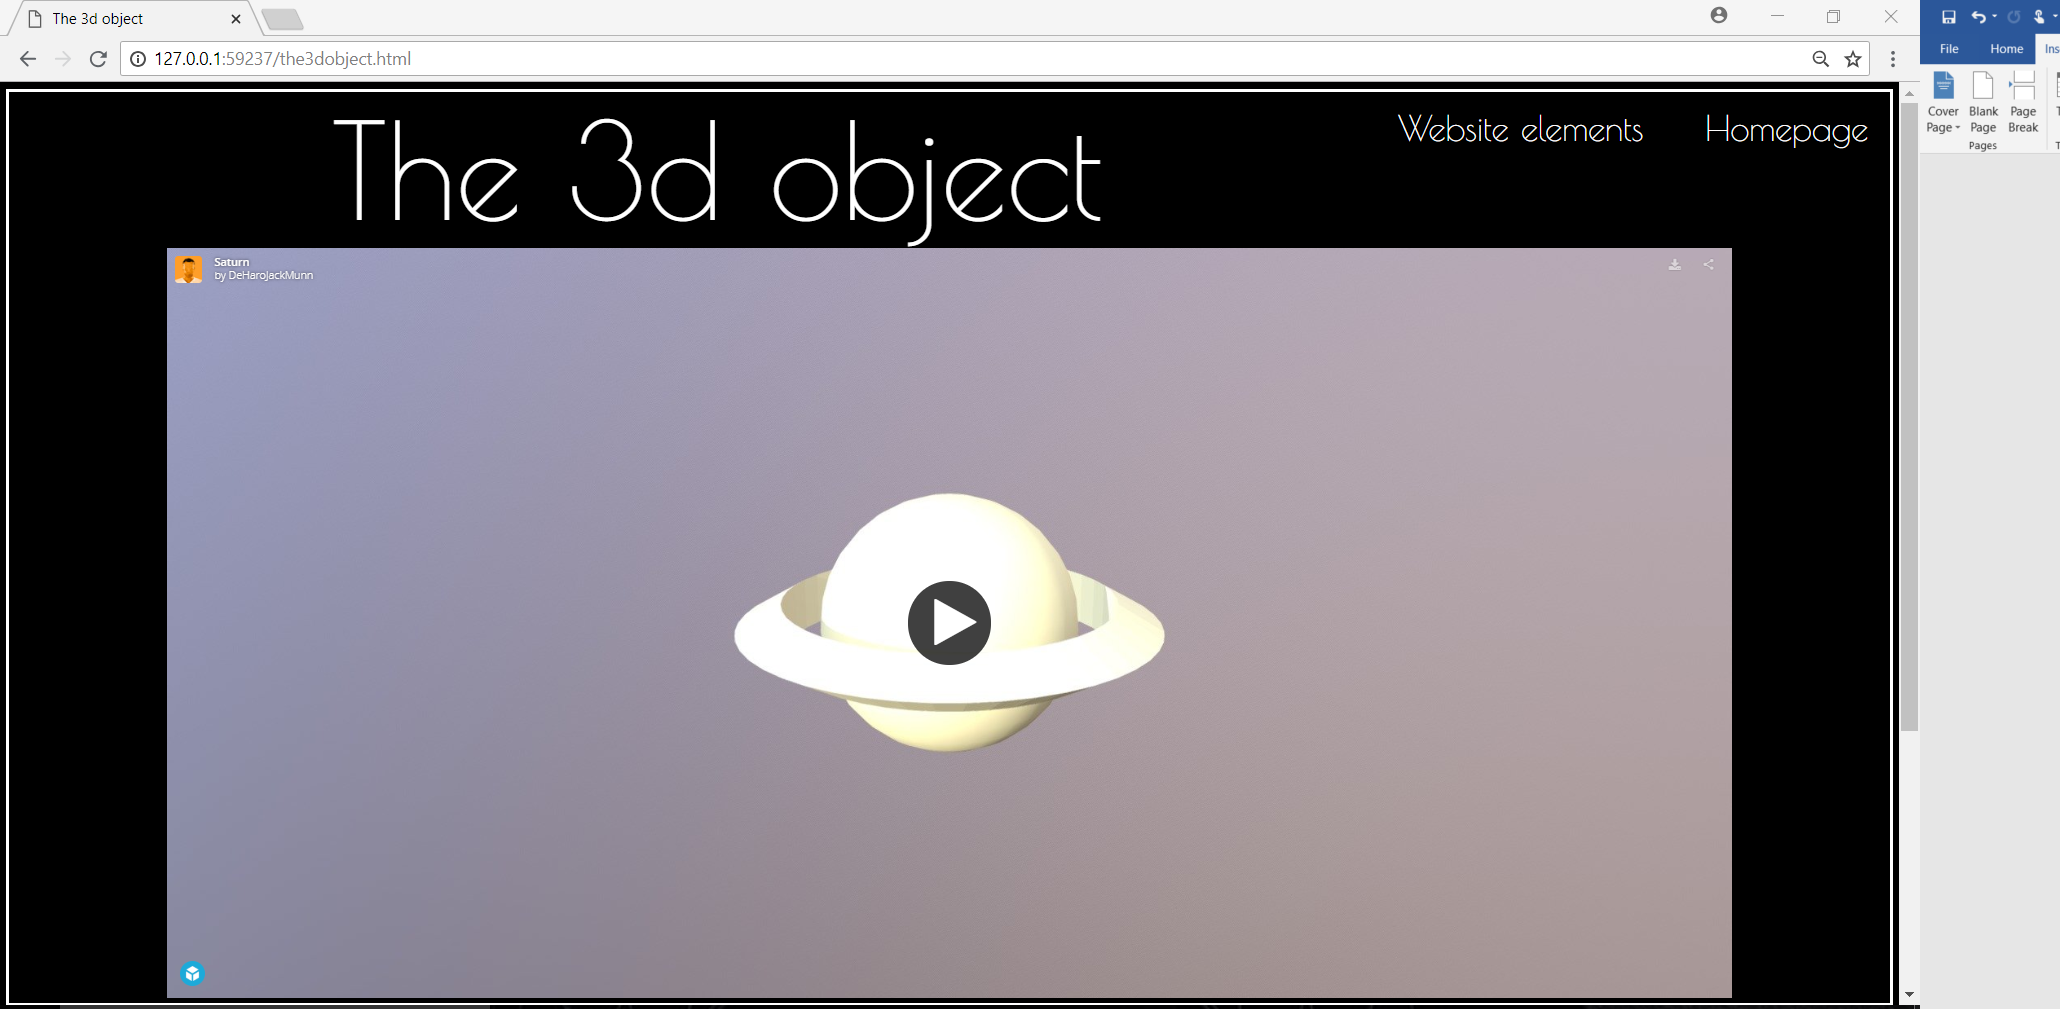 The 3d object
127.0.0.1:59237/the3dobject.html
The 3d object
Website elements
Homepage
Saturn
by DeHaroJackMunn
File Home Ins
Cover Page
Blank Page
Page Break
Pages